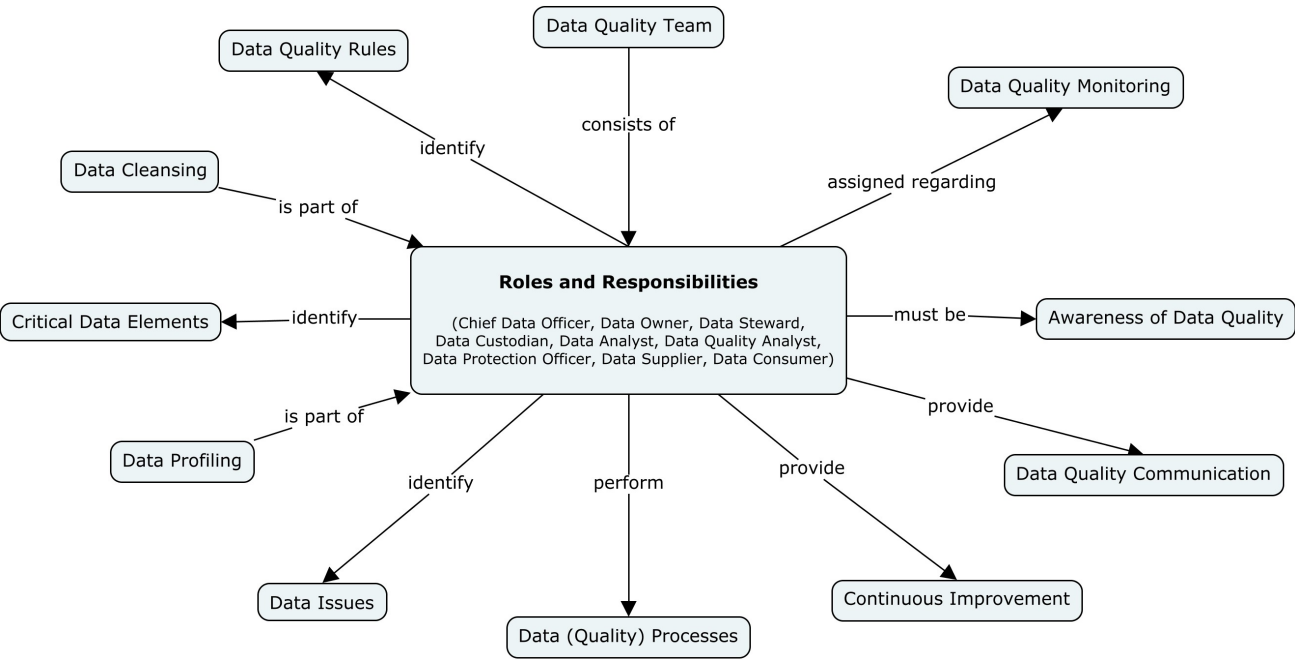 Data Quality Team
Data Quality Rules
Data Quality Monitoring
consists of
identify
Data Cleansing
assigned regarding
is part of
Roles and Responsibilities
(Chief Data Officer, Data Owner, Data Steward,
Data Custodian, Data Analyst, Data Quality Analyst,
Data Protection Officer, Data Supplier, Data Consumer)
Critical Data Elements
identify
must be
Awareness of Data Quality
is part of
provide
Data Profiling
Data Quality Communication
identify
perform
provide
Data Issues
Continuous Improvement
Data (Quality) Processes